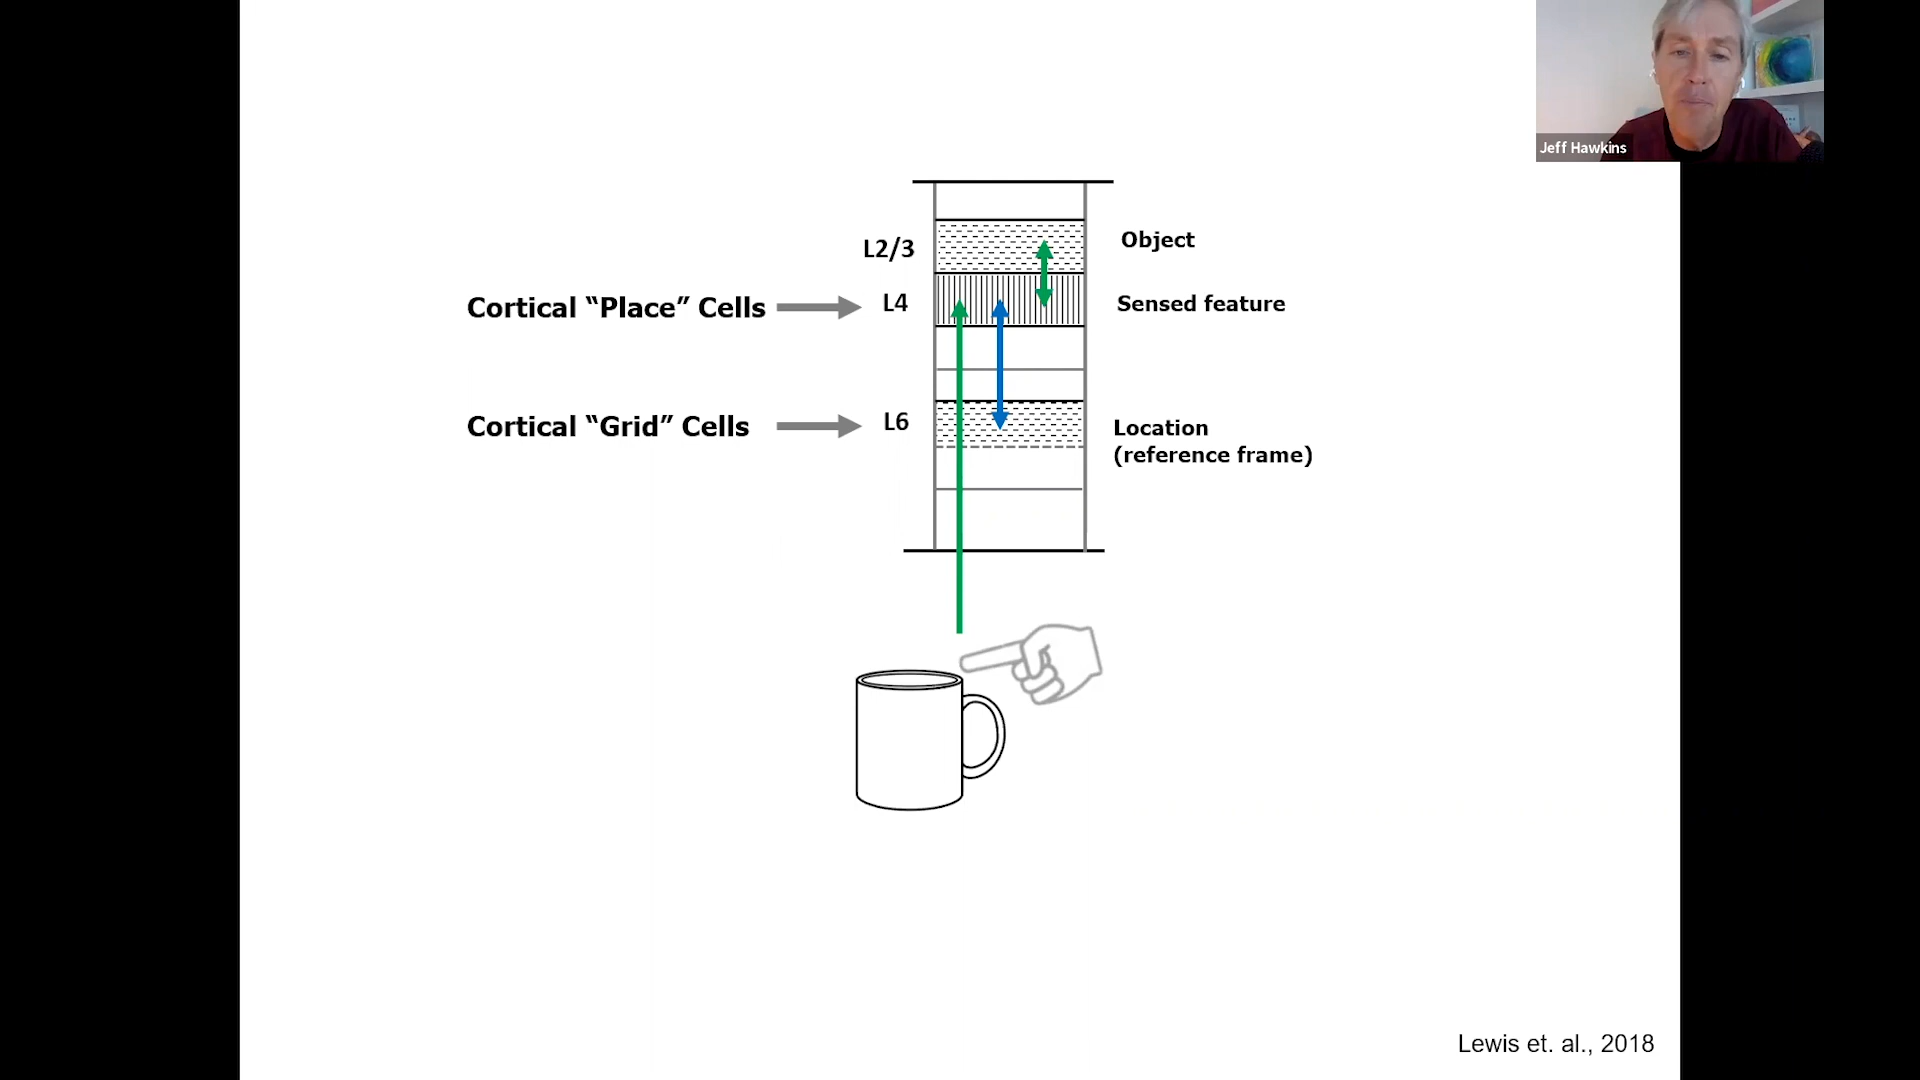 Jeff Hawkins
L2/3
Object
Cortical “Place” Cells
L4
Sensed feature
Cortical “Grid” Cells
L6
Location
(reference frame)
Lewis et. al., 2018